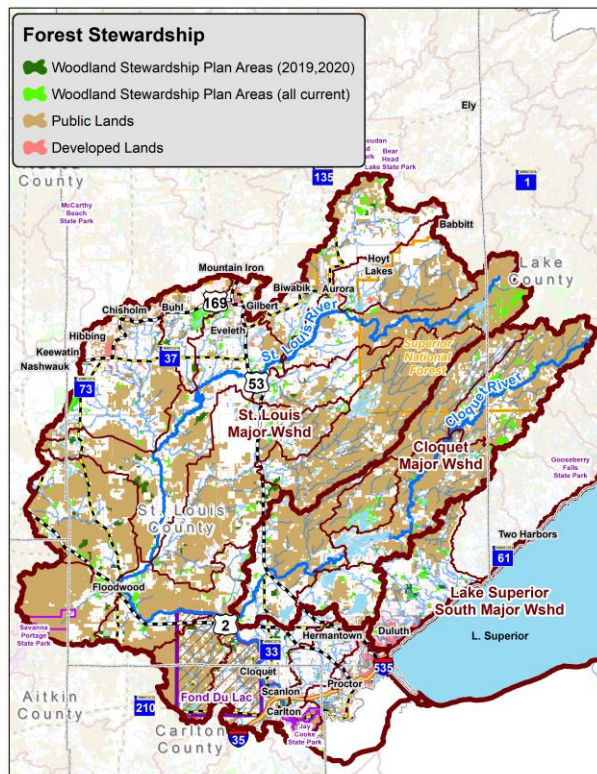 Forest Stewardship
Woodland Stewardship Plan Areas (2019,2020)
Woodland Stewardship Plan Areas (all current)
Public Lands
Developed Lands
Ely
County
Bear
Head
Lake State Park
135
1
McCarthy
Beach
State Park
Babbitt
Hoyt
Lakes
Lake
County
Mountain Iron
Biwabik
Aurora
Chisholm
Buhl
169
Gilbert
Eveleth
Hibbing
Keewatin
Nashwauk
37
St. Louis River
Superior
National
Forest
53
73
St. Louis
Major Wshd
Cloquet River
Cloquet
Major Wshd
Gooseberry
Falls
State Park
St. Louis
County
Two Harbors
61
Floodwood
Lake Superior
South Major Wshd
2
Hermantown
Duluth
L. Superior
Savanna
Portage
State Park
33
Cloquet
Proctor
535
Scanlon
Fond Du Lac
Carlton
Aitkin
County
210
Jay
Cooke
State Park
Carlton
County
35